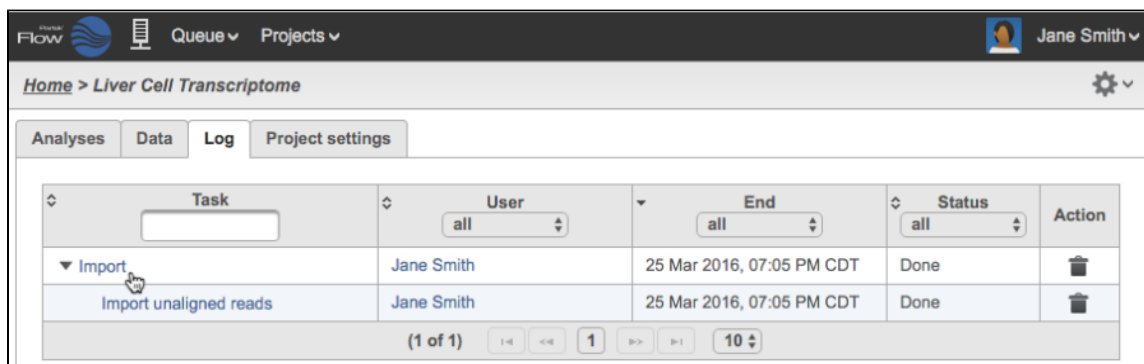 Partek
Flow
Queue Projects Jane Smith
Home > Liver Cell Transcriptome
Analyses Data Log Project settings
Task User End Status Action
all all all
Import Jane Smith 25 Mar 2016, 07:05 PM CDT Done
Import unaligned reads Jane Smith 25 Mar 2016, 07:05 PM CDT Done
(1 of 1) 1 10